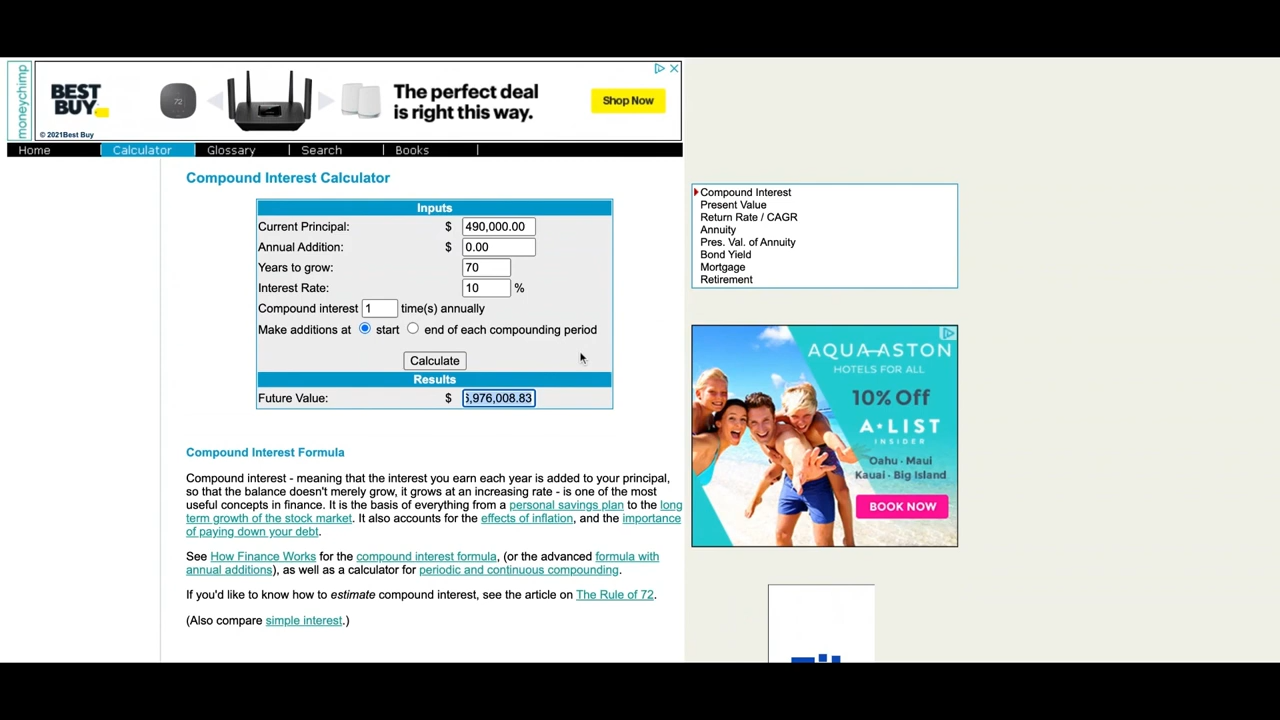 moneychimp
BEST
BUY
© 2021Best Buy
72
The perfect deal
is right this way.
Shop Now
Home
Calculator
Glossary
Search
Books
Compound Interest Calculator
Inputs
Current Principal: $ 490,000.00
Annual Addition: $ 0.00
Years to grow: 70
Interest Rate: 10 %
Compound interest 1 time(s) annually
Make additions at start end of each compounding period
Calculate
Results
Future Value: $ ,976,008.83
Compound Interest Formula
Compound interest - meaning that the interest you earn each year is added to your principal,
so that the balance doesn't merely grow, it grows at an increasing rate - is one of the most
useful concepts in finance. It is the basis of everything from a personal savings plan to the long
term growth of the stock market. It also accounts for the effects of inflation, and the importance
of paying down your debt.
See How Finance Works for the compound interest formula, (or the advanced formula with
annual additions), as well as a calculator for periodic and continuous compounding.
If you'd like to know how to estimate compound interest, see the article on The Rule of 72.
(Also compare simple interest.)
Compound Interest
Present Value
Return Rate / CAGR
Annuity
Pres. Val. of Annuity
Bond Yield
Mortgage
Retirement
AQUA-ASTON
HOTELS FOR ALL
10% Off
A•LIST
INSIDER
Oahu · Maui
Kauai · Big Island
BOOK NOW